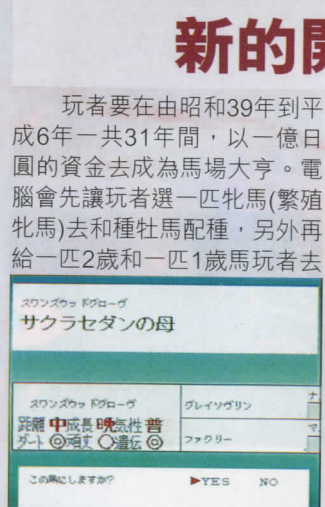 新的開
玩者要在由昭和39年到平
成6年一共31年間，以一億日
圓的資金去成為馬場大亨。電
腦會先讓玩者選一匹牝馬(繁殖
牝馬)去和種牡馬配種，另外再
給一匹2歲和一匹1歲馬玩者去
スワンズウッドグローヴ
サクラセダンの母
スワンズウッドグローヴ
グレイソヴリン
ナ
距離 中 成長 晩 気性 普
ダート ◎ 頑丈 ○ 遺伝 ◎
ファクリー
マ
この馬にしますか?
▶YES NO